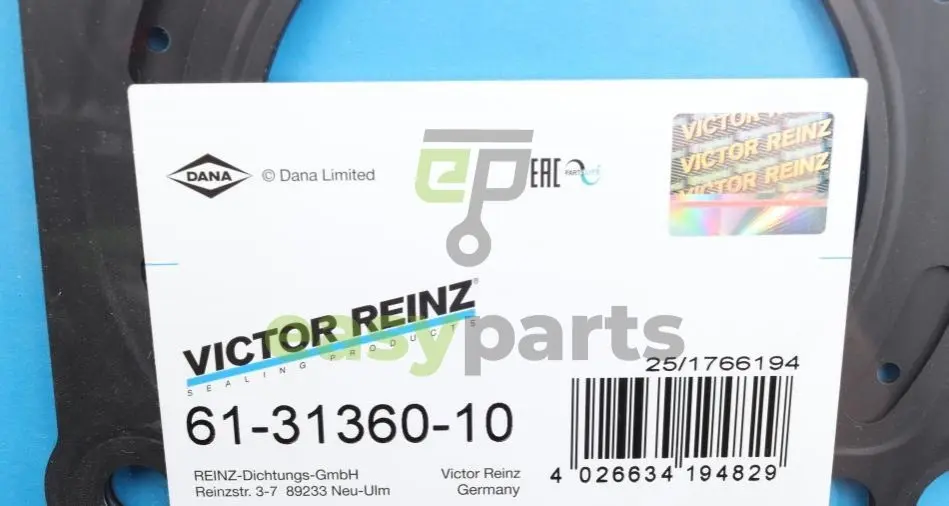 DANA
© Dana Limited
ep
EAC
VICTOR REINZ
VICTOR REINZ
VICTOR REINZ
VICTOR REINZ®
SEALING PRODUCTS
easyparts
25/1766194
61-31360-10
REINZ-Dichtungs-GmbH
Reinzstr. 3-7 89233 Neu-Ulm
Victor Reinz
Germany
4 026634 194829